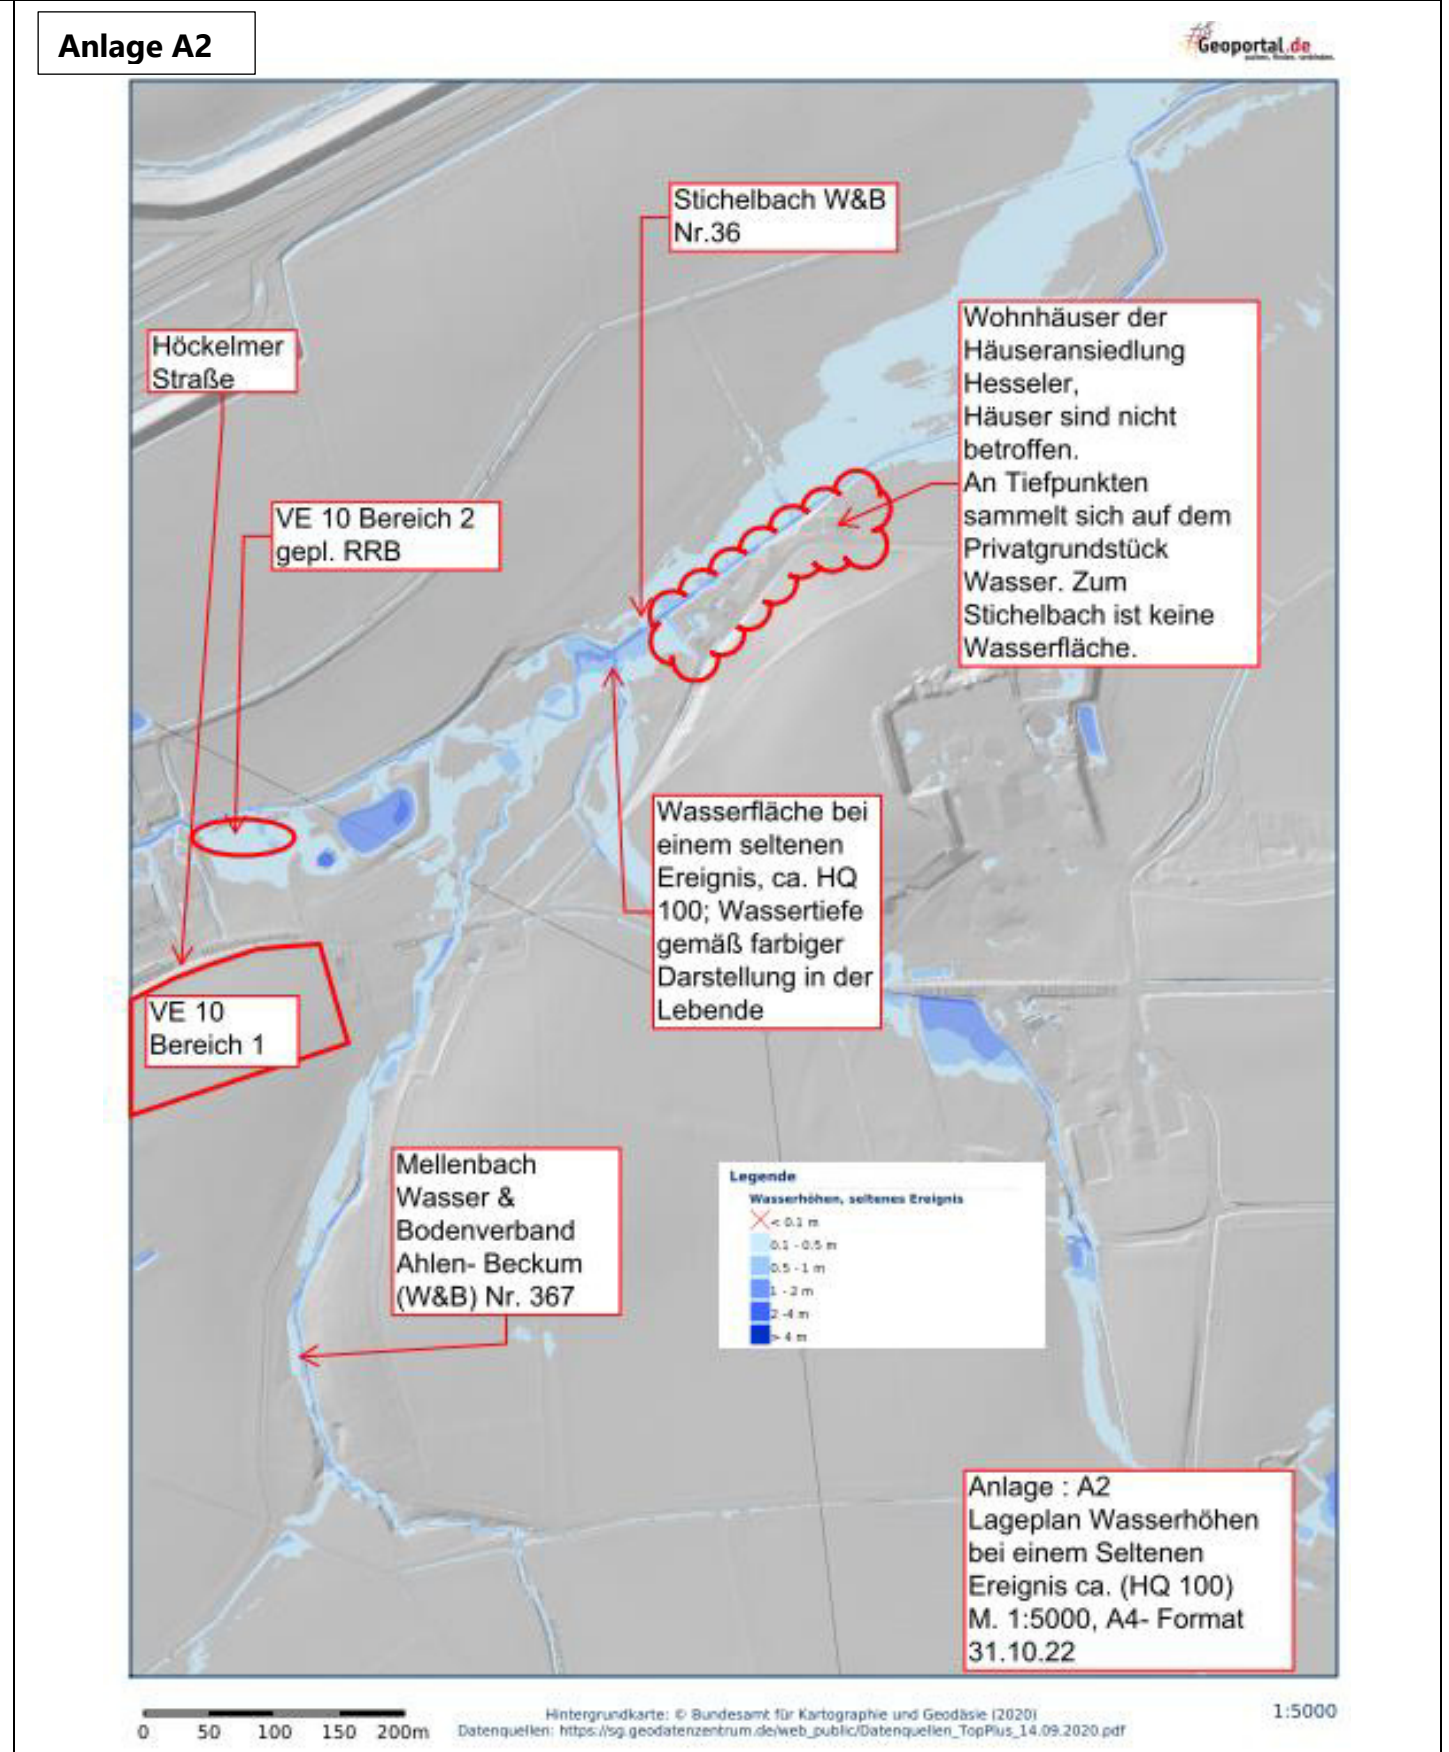 Anlage A2
Geoportal.de
Stichelbach W&B
Nr.36
Wohnhäuser der
Häuseransiedlung
Hesseler,
Häuser sind nicht
betroffen.
An Tiefpunkten
sammelt sich auf dem
Privatgrundstück
Wasser. Zum
Stichelbach ist keine
Wasserfläche.
Höckelmer
Straße
VE 10 Bereich 2
gepl. RRB
Wasserfläche bei
einem seltenen
Ereignis, ca. HQ
100; Wassertiefe
gemäß farbiger
Darstellung in der
Lebende
VE 10
Bereich 1
Mellenbach
Wasser &
Bodenverband
Ahlen- Beckum
(W&B) Nr. 367
Legende
Wasserhöhen, seltenes Ereignis
< 0.1 m
0.1 - 0.5 m
0.5 - 1 m
1 - 2 m
2 -4 m
> 4 m
Anlage : A2
Lageplan Wasserhöhen
bei einem Seltenen
Ereignis ca. (HQ 100)
M. 1:5000, A4- Format
31.10.22
0 50 100 150 200m
Hintergrundkarte: © Bundesamt für Kartographie und Geodäsie (2020)
Datenquellen: https://sg.geodatenzentrum.de/web_public/Datenquellen_TopPlus_14.09.2020.pdf
1:5000